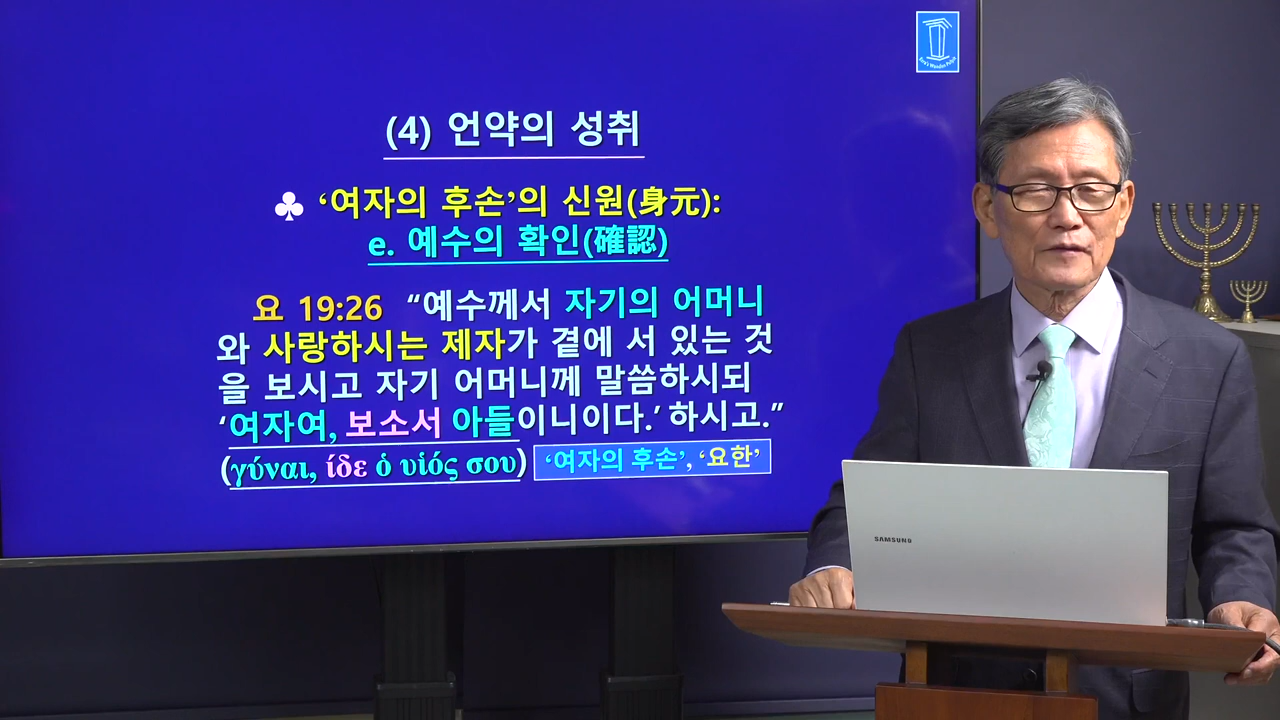 Ezra's Wooden Pulpit
(4) 언약의 성취
♣ ‘여자의 후손’의 신원(身元):
e. 예수의 확인(確認)
요 19:26 “예수께서 자기의 어머니
와 사랑하시는 제자가 곁에 서 있는 것
을 보시고 자기 어머니께 말씀하시되
‘여자여, 보소서 아들이니이다.’ 하시고.”
(γύναι, ίδε ὁ υἱός σου) ‘여자의 후손’, ‘요한’
SAMSUNG